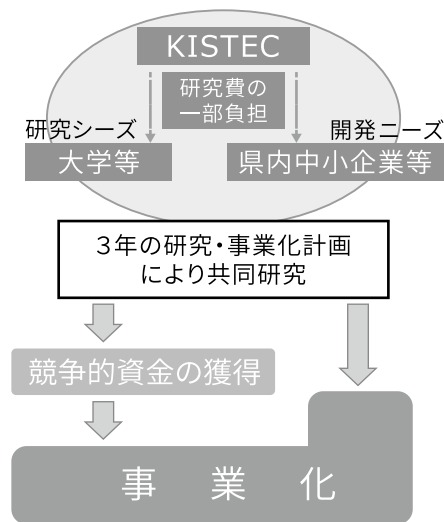 KISTEC
研究費の
一部負担
研究シーズ
開発ニーズ
大学等
県内中小企業等
3年の研究・事業化計画
により共同研究
競争的資金の獲得
事業化